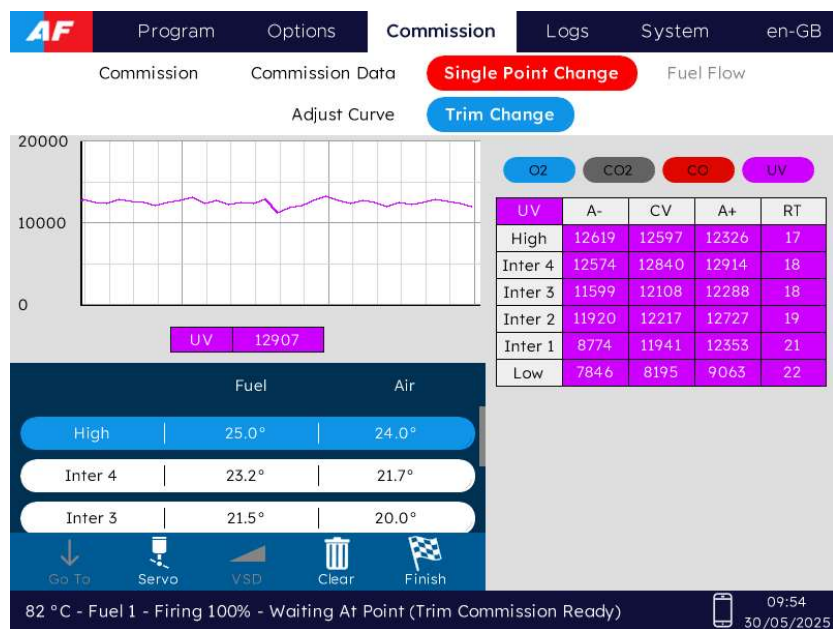 AF Program Options Commission Logs System en-GB
Commission Commission Data Single Point Change Fuel Flow
Adjust Curve Trim Change
20000
10000
0
UV 12907
O2 CO2 CO UV
UV A- CV A+ RT
High 12619 12597 12326 17
Inter 4 12574 12840 12914 18
Inter 3 11599 12108 12288 18
Inter 2 11920 12217 12727 19
Inter 1 8774 11941 12353 21
Low 7846 8195 9063 22
Fuel Air
High 25.0° 24.0°
Inter 4 23.2° 21.7°
Inter 3 21.5° 20.0°
Go To Servo VSD Clear Finish
82 °C - Fuel 1 - Firing 100% - Waiting At Point (Trim Commission Ready)
09:54
30/05/2025